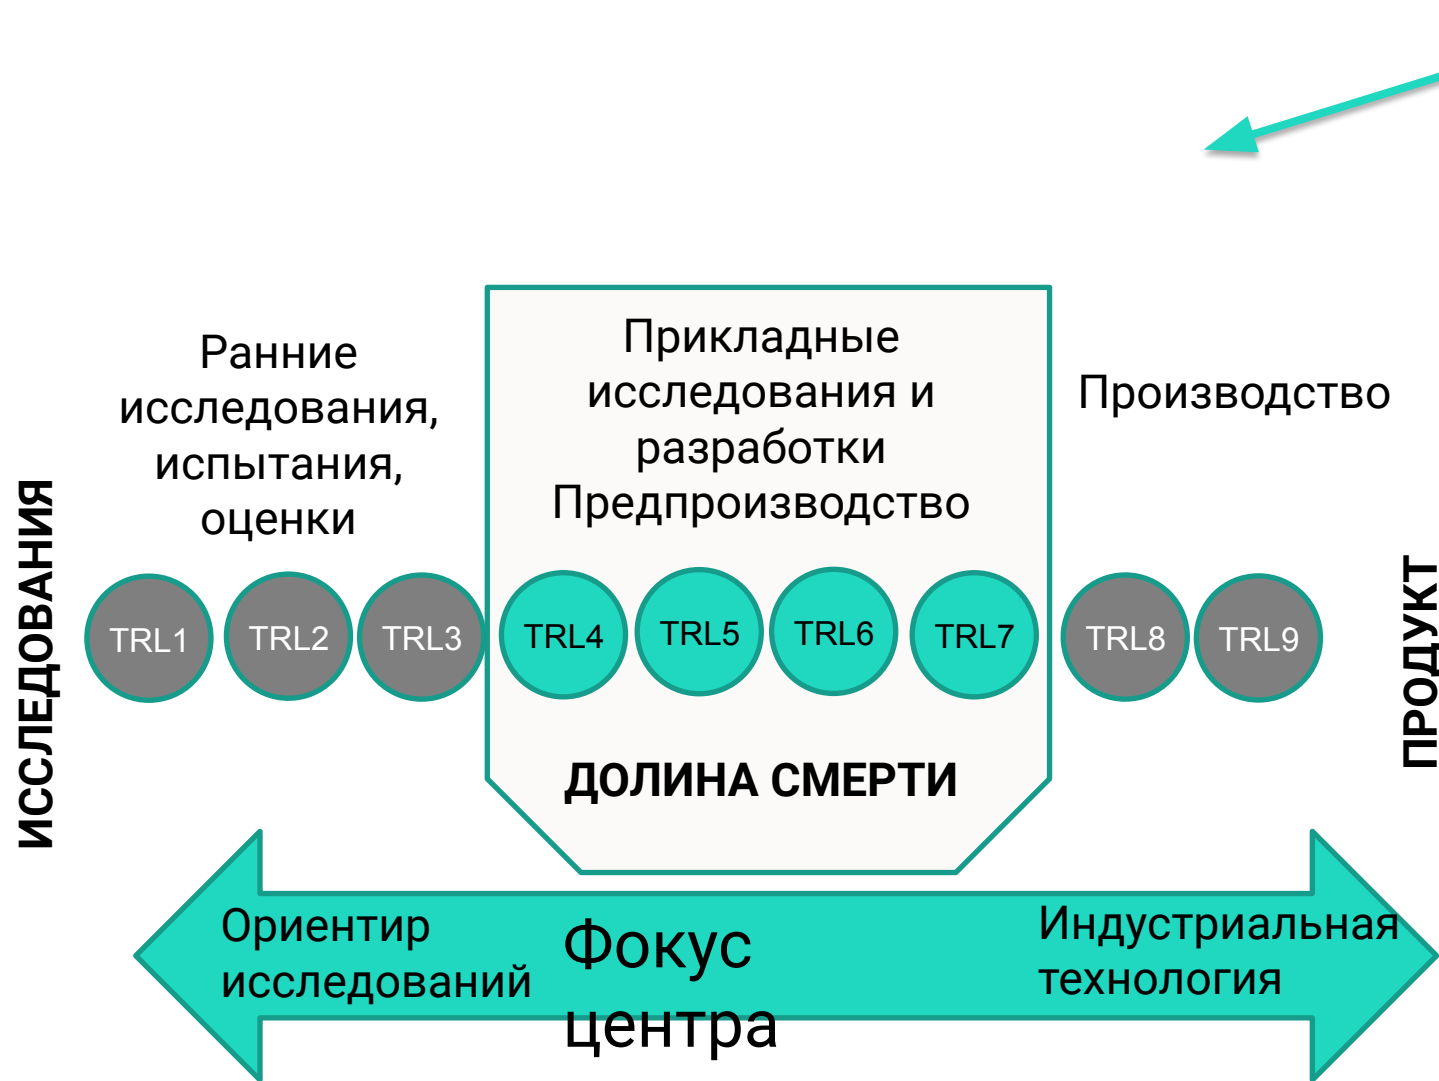 Ранние
исследования,
испытания,
оценки
Прикладные
исследования и
разработки
Предпроизводство
Производство
ИССЛЕДОВАНИЯ
TRL1
TRL2
TRL3
TRL4
TRL5
TRL6
TRL7
TRL8
TRL9
ПРОДУКТ
ДОЛИНА СМЕРТИ
Ориентир
исследований
Фокус
центра
Индустриальная
технология